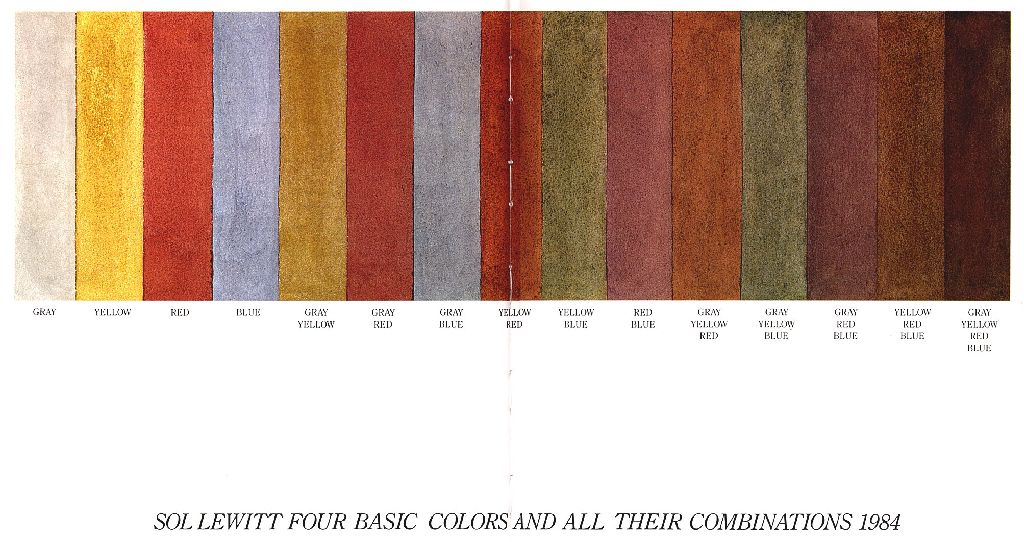 GRAY YELLOW RED BLUE GRAY GRAY GRAY YELLOW YELLOW RED GRAY GRAY GRAY YELLOW GRAY
YELLOW RED BLUE RED BLUE BLUE YELLOW YELLOW RED RED YELLOW
RED BLUE BLUE BLUE RED
BLUE
SOL LEWITT FOUR BASIC COLORS AND ALL THEIR COMBINATIONS 1984